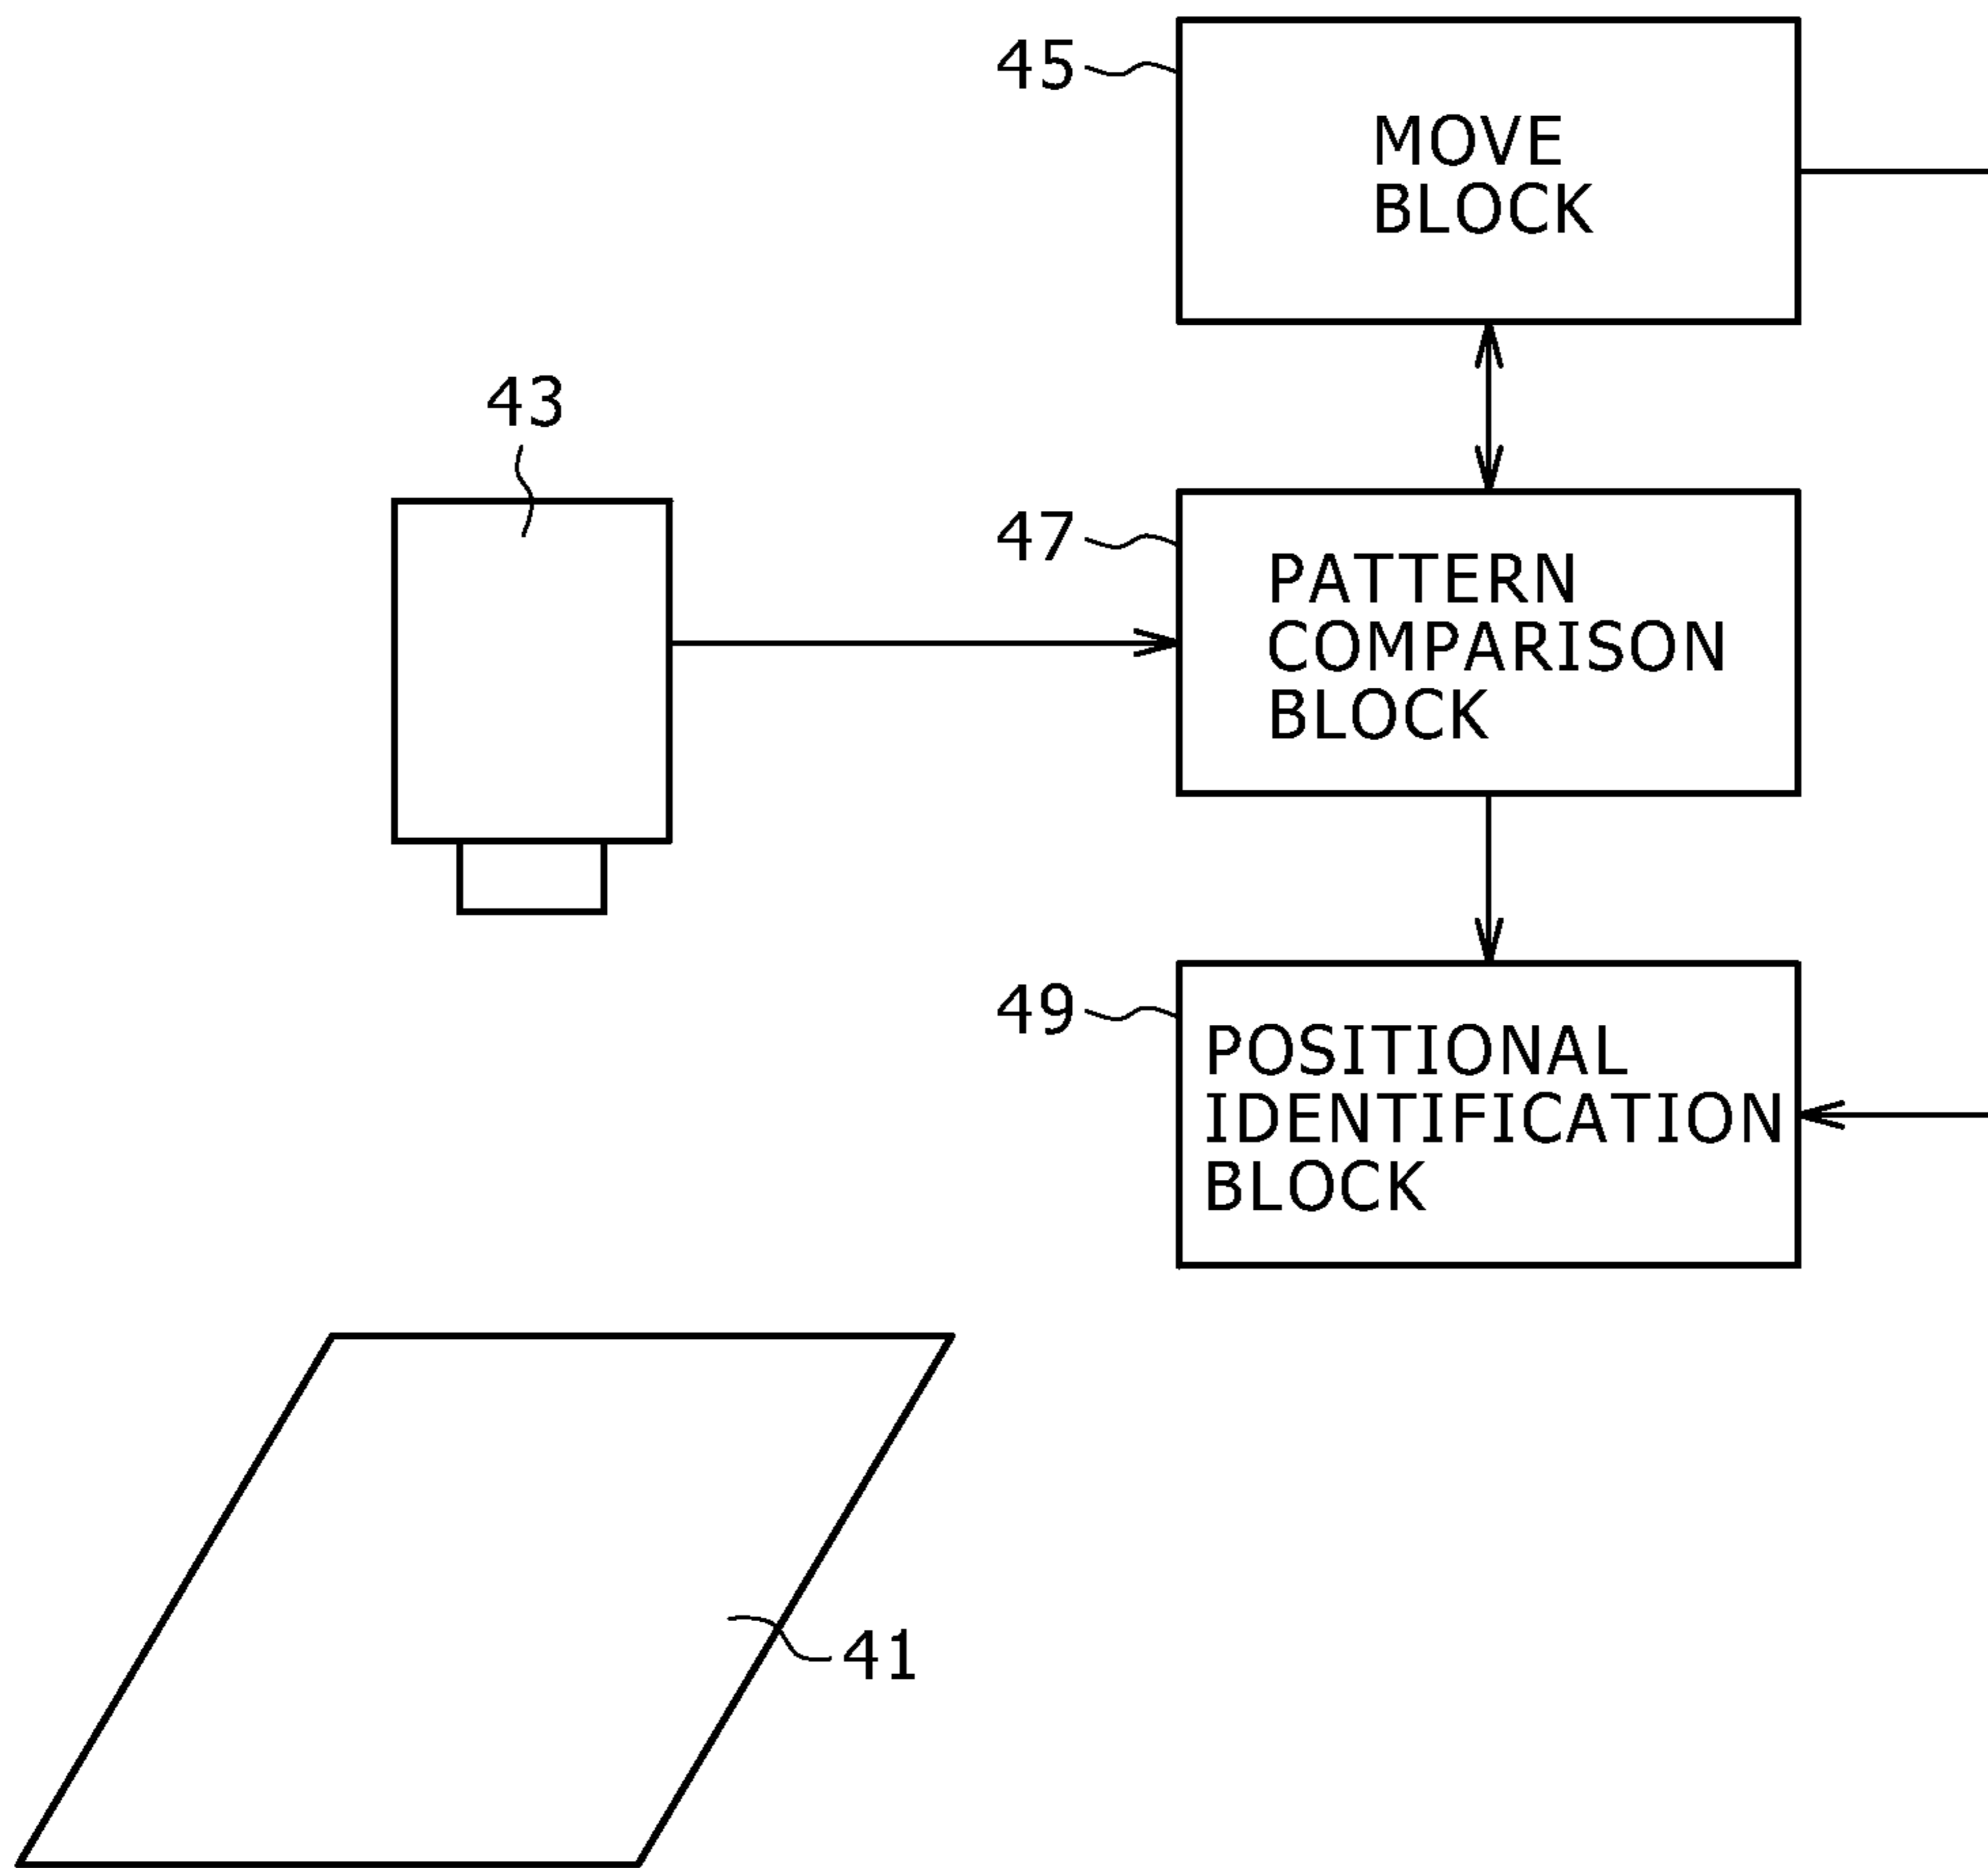 45
MOVE
BLOCK
43
47
PATTERN
COMPARISON
BLOCK
49
POSITIONAL
IDENTIFICATION
BLOCK
41